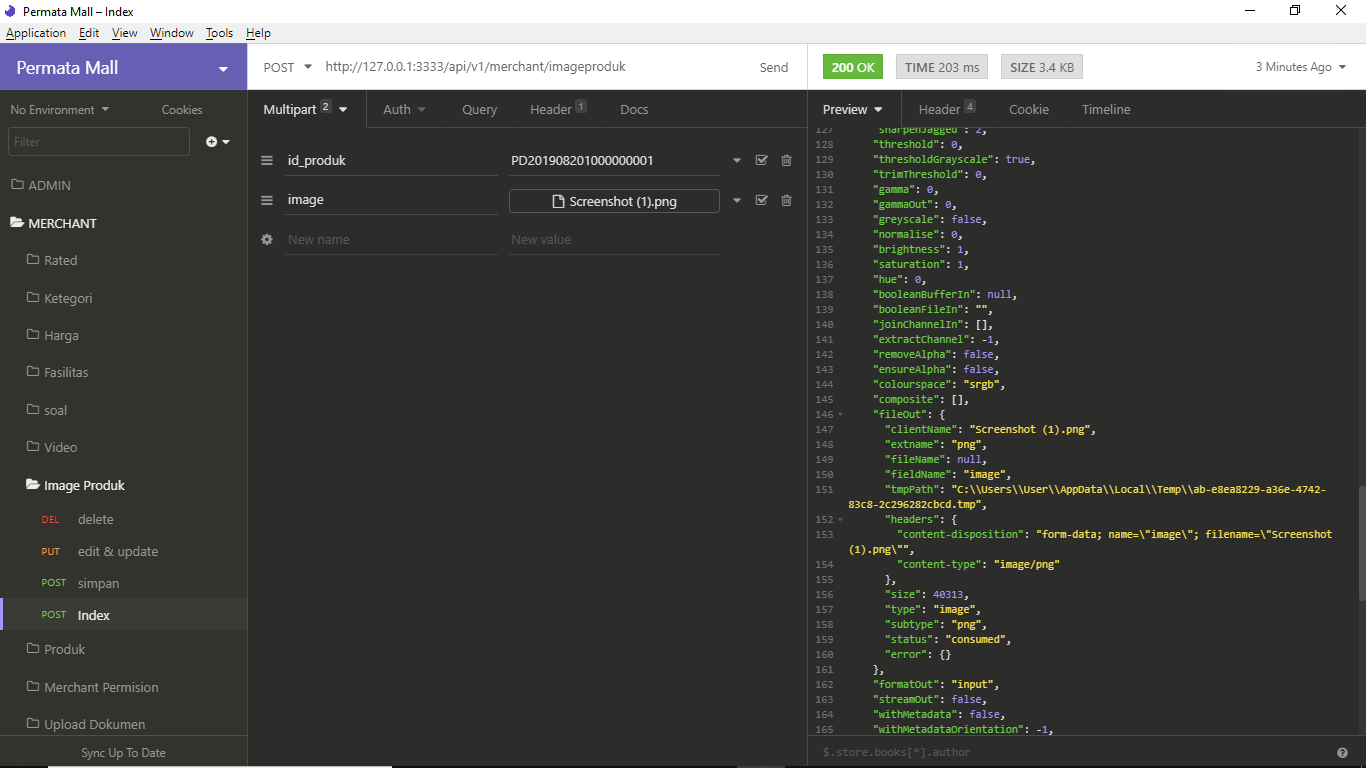 Permata Mall – Index
Application Edit View Window Tools Help
Permata Mall
POST http://127.0.0.1:3333/api/v1/merchant/imageproduk Send
200 OK TIME 203 ms SIZE 3.4 KB 3 Minutes Ago
No Environment Cookies
Filter
ADMIN
MERCHANT
Rated
Ketegori
Harga
Fasilitas
soal
Video
Image Produk
DEL delete
PUT edit & update
POST simpan
POST Index
Produk
Merchant Permision
Upload Dokumen
Sync Up To Date
Multipart 2 Auth Query Header 1 Docs
id_produk PD201908201000000001
image Screenshot (1).png
New name New value
Preview Header 4 Cookie Timeline
127 "sharpenJagged": 2,
128 "threshold": 0,
129 "thresholdGrayscale": true,
130 "trimThreshold": 0,
131 "gamma": 0,
132 "gammaOut": 0,
133 "greyscale": false,
134 "normalise": 0,
135 "brightness": 1,
136 "saturation": 1,
137 "hue": 0,
138 "booleanBufferIn": null,
139 "booleanFileIn": "",
140 "joinChannelIn": [],
141 "extractChannel": -1,
142 "removeAlpha": false,
143 "ensureAlpha": false,
144 "colourspace": "srgb",
145 "composite": [],
146 "fileOut": {
147 "clientName": "Screenshot (1).png",
148 "extname": "png",
149 "fileName": null,
150 "fieldName": "image",
151 "tmpPath": "C:\\Users\\User\\AppData\\Local\\Temp\\ab-e8ea8229-a36e-4742-
83c8-2c296282cbcd.tmp",
152 "headers": {
153 "content-disposition": "form-data; name=\"image\"; filename=\"Screenshot
(1).png\"",
154 "content-type": "image/png"
155 },
156 "size": 40313,
157 "type": "image",
158 "subtype": "png",
159 "status": "consumed",
160 "error": {}
161 },
162 "formatOut": "input",
163 "streamOut": false,
164 "withMetadata": false,
165 "withMetadataOrientation": -1,
$.store.books[*].author